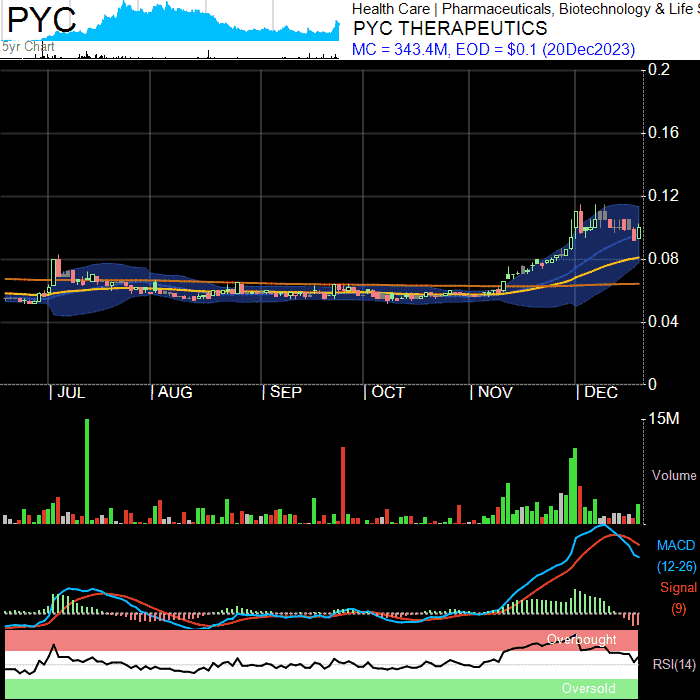 PYC
5yr Chart
Health Care | Pharmaceuticals, Biotechnology & Life S
PYC THERAPEUTICS
MC = 343.4M, EOD = $0.1 (20Dec2023)
0.2
0.16
0.12
0.08
0.04
0
| JUL | AUG | SEP | OCT | NOV | DEC
15M
Volume
MACD
(12-26)
Signal
(9)
Overbought
RSI(14)
Oversold